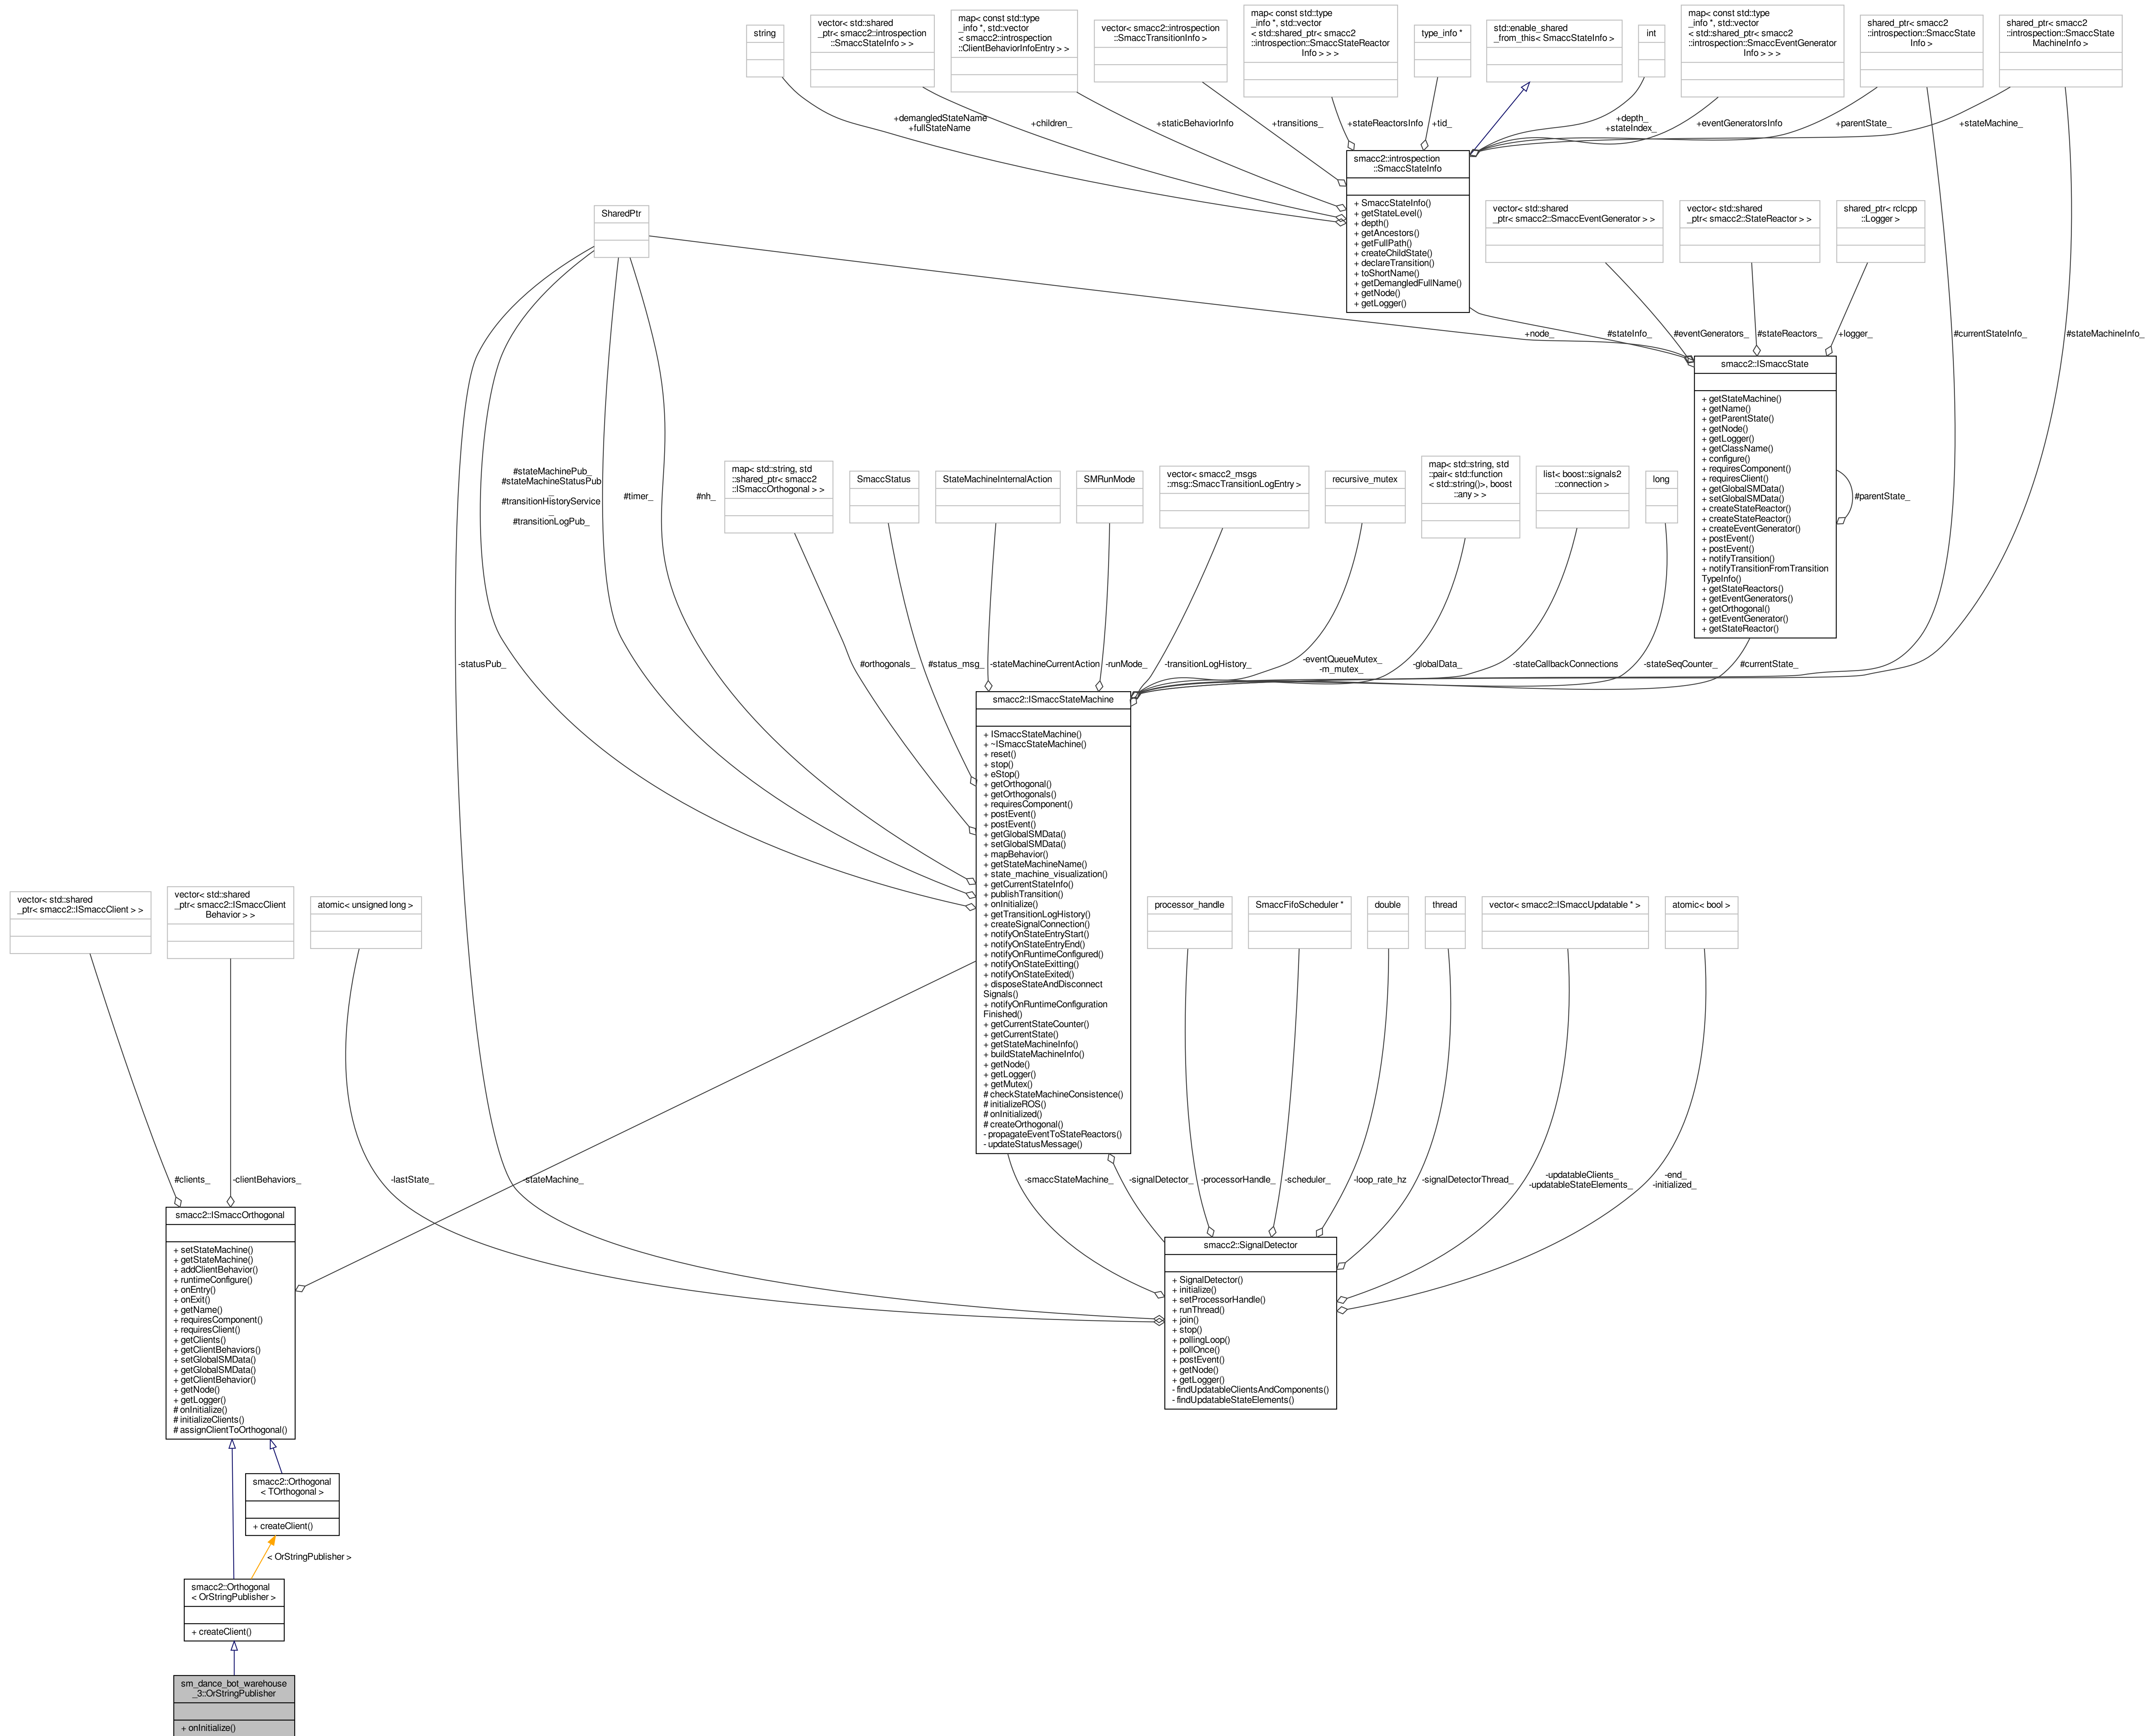 string
vector< std::shared
_ptr< smacc2::introspection
::SmaccStateInfo > >
map< const std::type
_info *, std::vector
< smacc2::introspection
::ClientBehaviorInfoEntry > >
vector< smacc2::introspection
::SmaccTransitionInfo >
map< const std::type
_info *, std::vector
< std::shared_ptr< smacc2
::introspection::SmaccStateReactor
Info > > >
type_info *
std::enable_shared
_from_this< SmaccStateInfo >
int
map< const std::type
_info *, std::vector
< std::shared_ptr< smacc2
::introspection::SmaccEventGenerator
Info > > >
shared_ptr< smacc2
::introspection::SmaccState
Info >
shared_ptr< smacc2
::introspection::SmaccState
MachineInfo >
+demangledStateName
+fullStateName
+children_
+staticBehaviorInfo
+transitions_
+stateReactorsInfo
+tid_
+depth_
+stateIndex_
+eventGeneratorsInfo
+parentState_
+stateMachine_
smacc2::introspection
::SmaccStateInfo
+ SmaccStateInfo()
+ getStateLevel()
+ depth()
+ getAncestors()
+ getFullPath()
+ createChildState()
+ declareTransition()
+ toShortName()
+ getDemangledFullName()
+ getNode()
+ getLogger()
SharedPtr
vector< std::shared
_ptr< smacc2::SmaccEventGenerator > >
vector< std::shared
_ptr< smacc2::StateReactor > >
shared_ptr< rclcpp
::Logger >
+node_
#stateInfo_
#eventGenerators_
#stateReactors_
+logger_
#currentStateInfo_
#stateMachineInfo_
smacc2::ISmaccState
+ getStateMachine()
+ getName()
+ getParentState()
+ getNode()
+ getLogger()
+ getClassName()
+ configure()
+ requiresComponent()
+ requiresClient()
+ getGlobalSMData()
+ setGlobalSMData()
+ createStateReactor()
+ createStateReactor()
+ createEventGenerator()
+ postEvent()
+ postEvent()
+ notifyTransition()
+ notifyTransitionFromTransition
TypeInfo()
+ getStateReactors()
+ getEventGenerators()
+ getOrthogonal()
+ getEventGenerator()
+ getStateReactor()
#parentState_
#stateMachinePub_
#stateMachineStatusPub
_
#transitionHistoryService
_
#transitionLogPub_
#timer_
#nh_
map< std::string, std
::shared_ptr< smacc2
::ISmaccOrthogonal > >
SmaccStatus
StateMachineInternalAction
SMRunMode
vector< smacc2_msgs
::msg::SmaccTransitionLogEntry >
recursive_mutex
map< std::string, std
::pair< std::function
< std::string()>, boost
::any > >
list< boost::signals2
::connection >
long
-statusPub_
#orthogonals_
#status_msg_
-stateMachineCurrentAction
-runMode_
-transitionLogHistory_
-eventQueueMutex_
-m_mutex_
-globalData_
-stateCallbackConnections
-stateSeqCounter_
#currentState_
smacc2::ISmaccStateMachine
+ ISmaccStateMachine()
+ ~ISmaccStateMachine()
+ reset()
+ stop()
+ eStop()
+ getOrthogonal()
+ getOrthogonals()
+ requiresComponent()
+ postEvent()
+ postEvent()
+ getGlobalSMData()
+ setGlobalSMData()
+ mapBehavior()
+ getStateMachineName()
+ state_machine_visualization()
+ getCurrentStateInfo()
+ publishTransition()
+ onInitialize()
+ getTransitionLogHistory()
+ createSignalConnection()
+ notifyOnStateEntryStart()
+ notifyOnStateEntryEnd()
+ notifyOnRuntimeConfigured()
+ notifyOnStateExitting()
+ notifyOnStateExited()
+ disposeStateAndDisconnect
Signals()
+ notifyOnRuntimeConfiguration
Finished()
+ getCurrentStateCounter()
+ getCurrentState()
+ getStateMachineInfo()
+ buildStateMachineInfo()
+ getNode()
+ getLogger()
+ getMutex()
# checkStateMachineConsistence()
# initializeROS()
# onInitialized()
# createOrthogonal()
- propagateEventToStateReactors()
- updateStatusMessage()
vector< std::shared
_ptr< smacc2::ISmaccClient > >
vector< std::shared
_ptr< smacc2::ISmaccClient
Behavior > >
atomic< unsigned long >
processor_handle
SmaccFifoScheduler *
double
thread
vector< smacc2::ISmaccUpdatable * >
atomic< bool >
#clients_
-clientBehaviors_
-lastState_
-stateMachine_
-smaccStateMachine_
-signalDetector_
-processorHandle_
-scheduler_
-loop_rate_hz
-signalDetectorThread_
-updatableClients_
-updatableStateElements_
-end_
-initialized_
smacc2::ISmaccOrthogonal
+ setStateMachine()
+ getStateMachine()
+ addClientBehavior()
+ runtimeConfigure()
+ onEntry()
+ onExit()
+ getName()
+ requiresComponent()
+ requiresClient()
+ getClients()
+ getClientBehaviors()
+ setGlobalSMData()
+ getGlobalSMData()
+ getClientBehavior()
+ getNode()
+ getLogger()
# onInitialize()
# initializeClients()
# assignClientToOrthogonal()
smacc2::SignalDetector
+ SignalDetector()
+ initialize()
+ setProcessorHandle()
+ runThread()
+ join()
+ stop()
+ pollingLoop()
+ pollOnce()
+ postEvent()
+ getNode()
+ getLogger()
- findUpdatableClientsAndComponents()
- findUpdatableStateElements()
smacc2::Orthogonal
< TOrthogonal >
+ createClient()
< OrStringPublisher >
smacc2::Orthogonal
< OrStringPublisher >
+ createClient()
sm_dance_bot_warehouse
_3::OrStringPublisher
+ onInitialize()